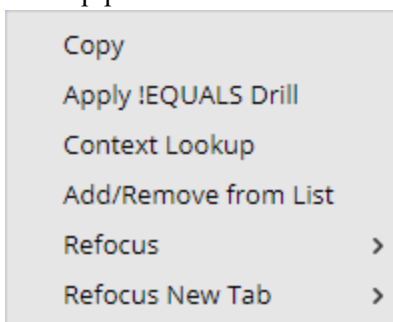 Copy
Apply !EQUALS Drill
Context Lookup
Add/Remove from List
Refocus
Refocus New Tab